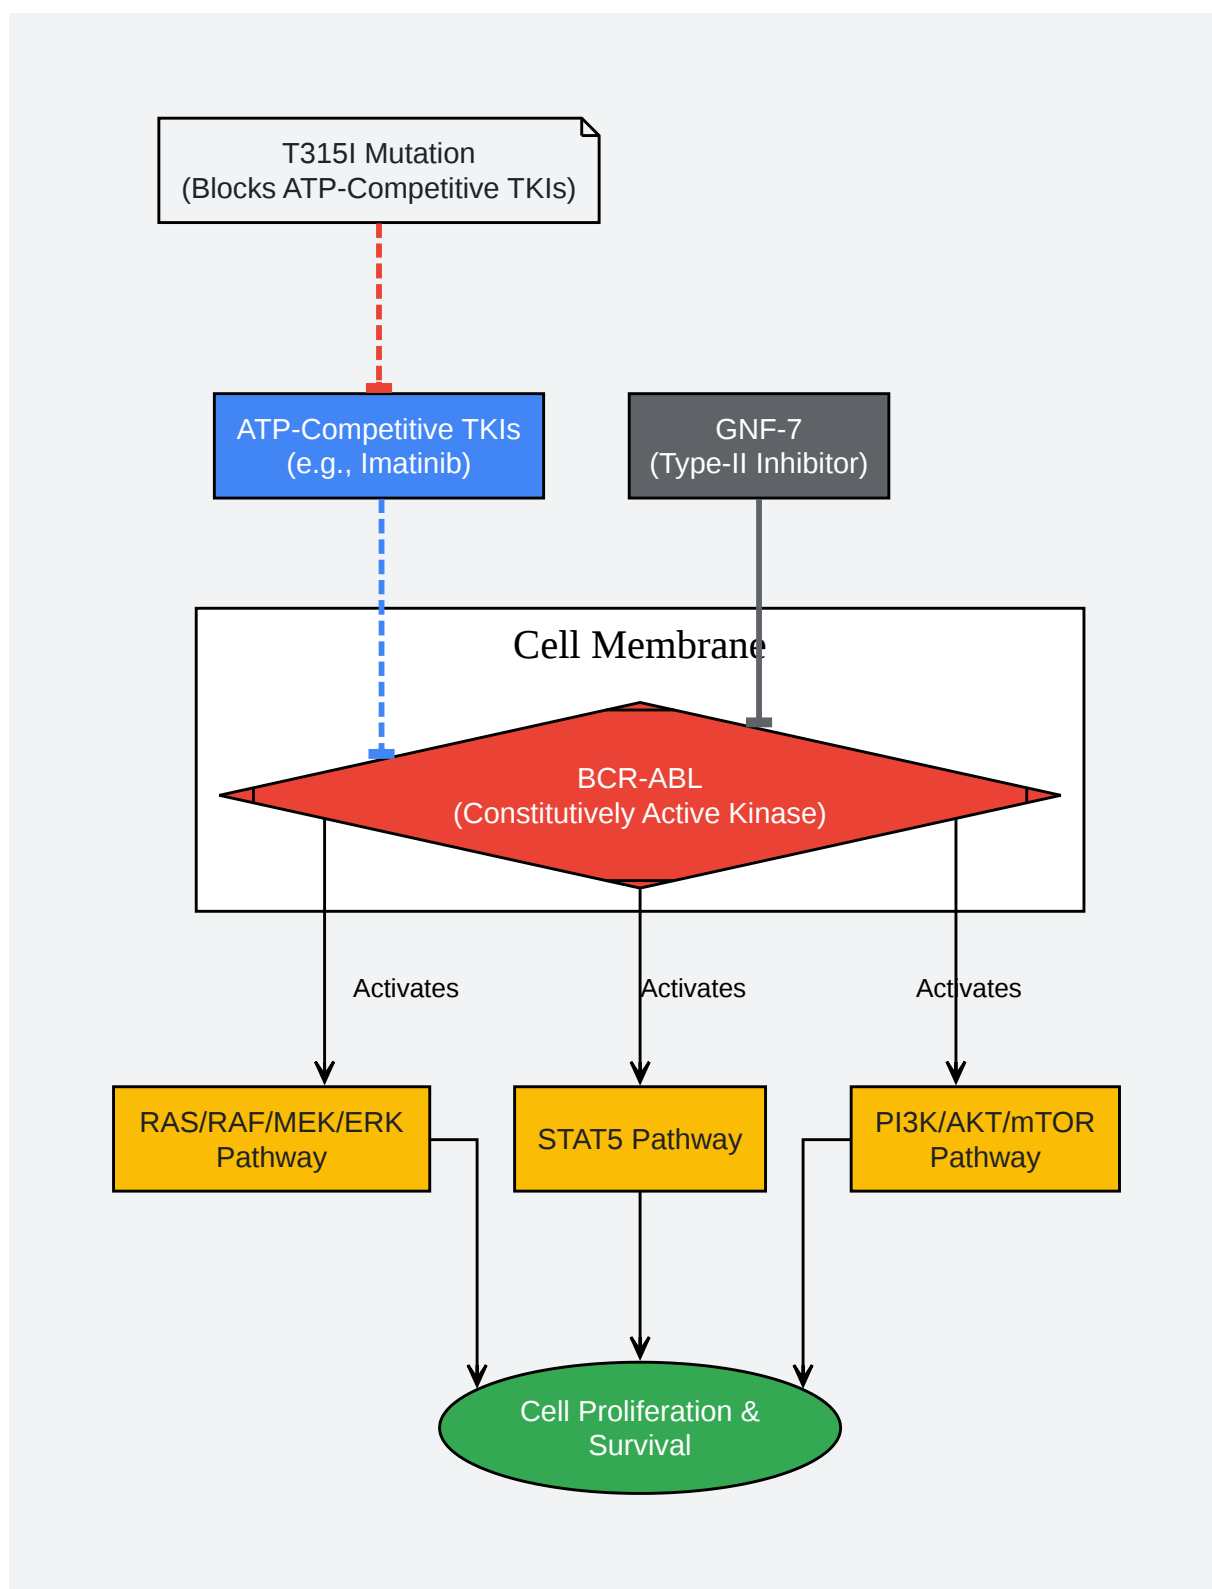 T315I Mutation
(Blocks ATP-Competitive TKIs)
ATP-Competitive TKIs
(e.g., Imatinib)
GNF-7
(Type-II Inhibitor)
Cell Membrane
BCR-ABL
(Constitutively Active Kinase)
Activates
Activates
Activates
RAS/RAF/MEK/ERK
Pathway
STAT5 Pathway
PI3K/AKT/mTOR
Pathway
Cell Proliferation &
Survival